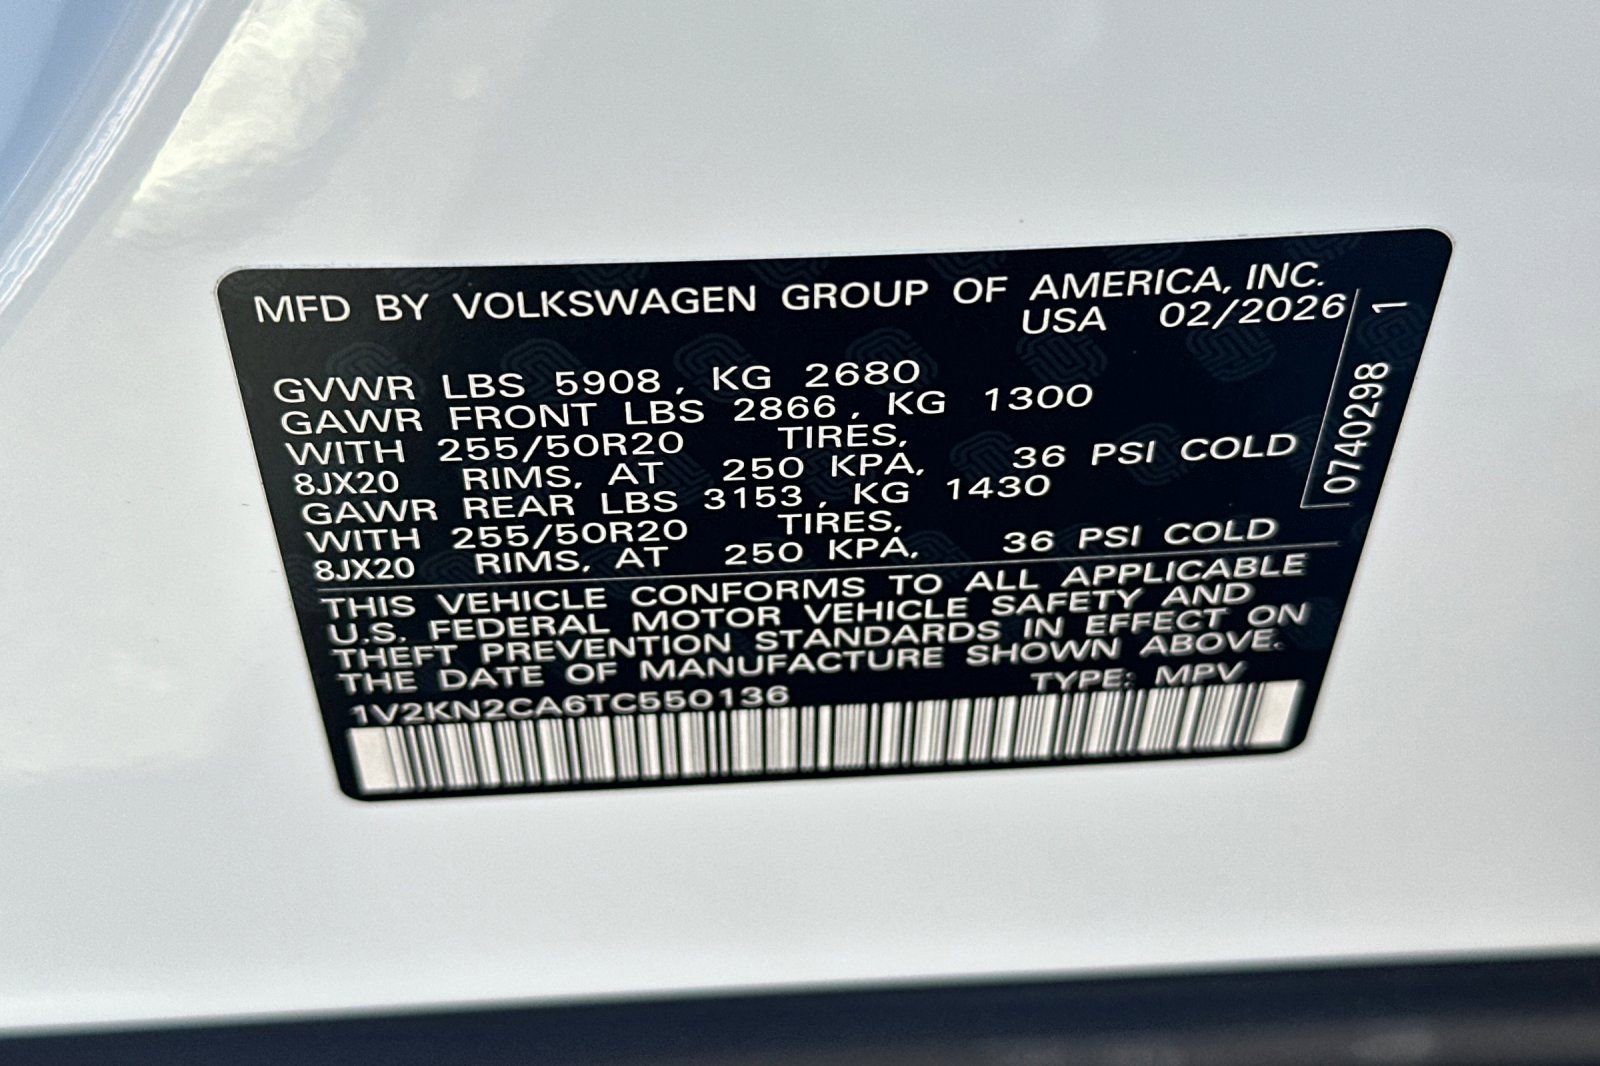 MFD BY VOLKSWAGEN GROUP OF AMERICA, INC.
USA 02/2026
GVWR LBS 5908, KG 2680
GAWR FRONT LBS 2866, KG 1300
WITH 255/50R20 TIRES,
8JX20 RIMS, AT 250 KPA, 36 PSI COLD
GAWR REAR LBS 3153, KG 1430
WITH 255/50R20 TIRES,
8JX20 RIMS, AT 250 KPA, 36 PSI COLD
THIS VEHICLE CONFORMS TO ALL APPLICABLE
U.S. FEDERAL MOTOR VEHICLE SAFETY AND
THEFT PREVENTION STANDARDS IN EFFECT ON
THE DATE OF MANUFACTURE SHOWN ABOVE.
1V2KN2CA6TC550136 TYPE: MPV
0740298 1